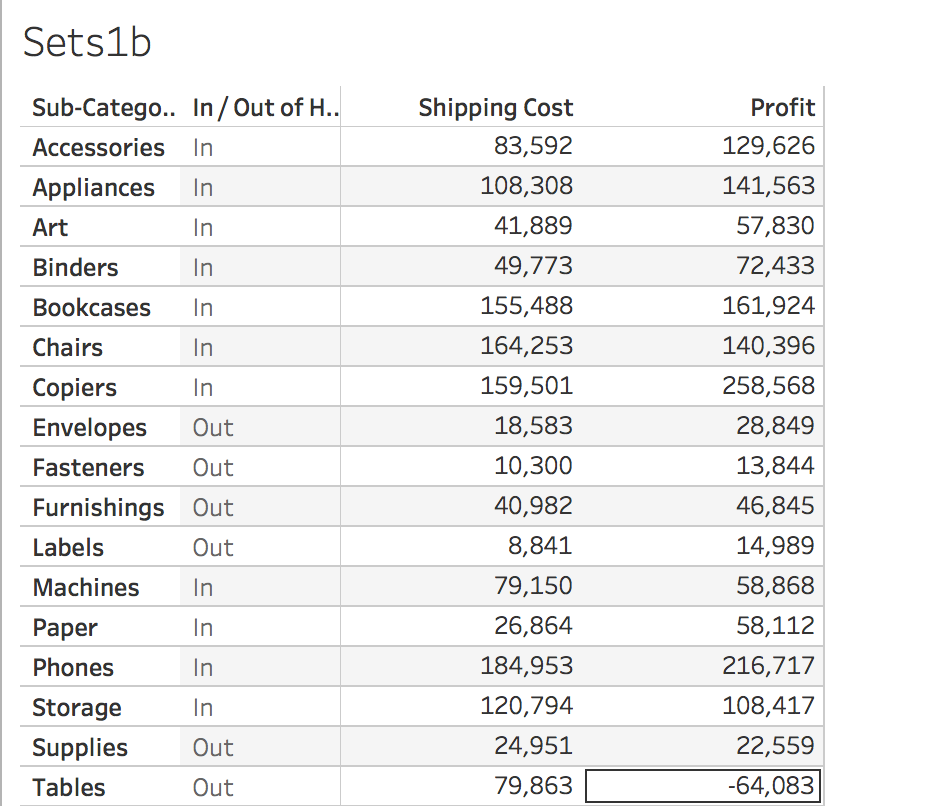 Sets1b
Sub-Catego.. In / Out of H.. Shipping Cost Profit
Accessories In 83,592 129,626
Appliances In 108,308 141,563
Art In 41,889 57,830
Binders In 49,773 72,433
Bookcases In 155,488 161,924
Chairs In 164,253 140,396
Copiers In 159,501 258,568
Envelopes Out 18,583 28,849
Fasteners Out 10,300 13,844
Furnishings Out 40,982 46,845
Labels Out 8,841 14,989
Machines In 79,150 58,868
Paper In 26,864 58,112
Phones In 184,953 216,717
Storage In 120,794 108,417
Supplies Out 24,951 22,559
Tables Out 79,863 -64,083